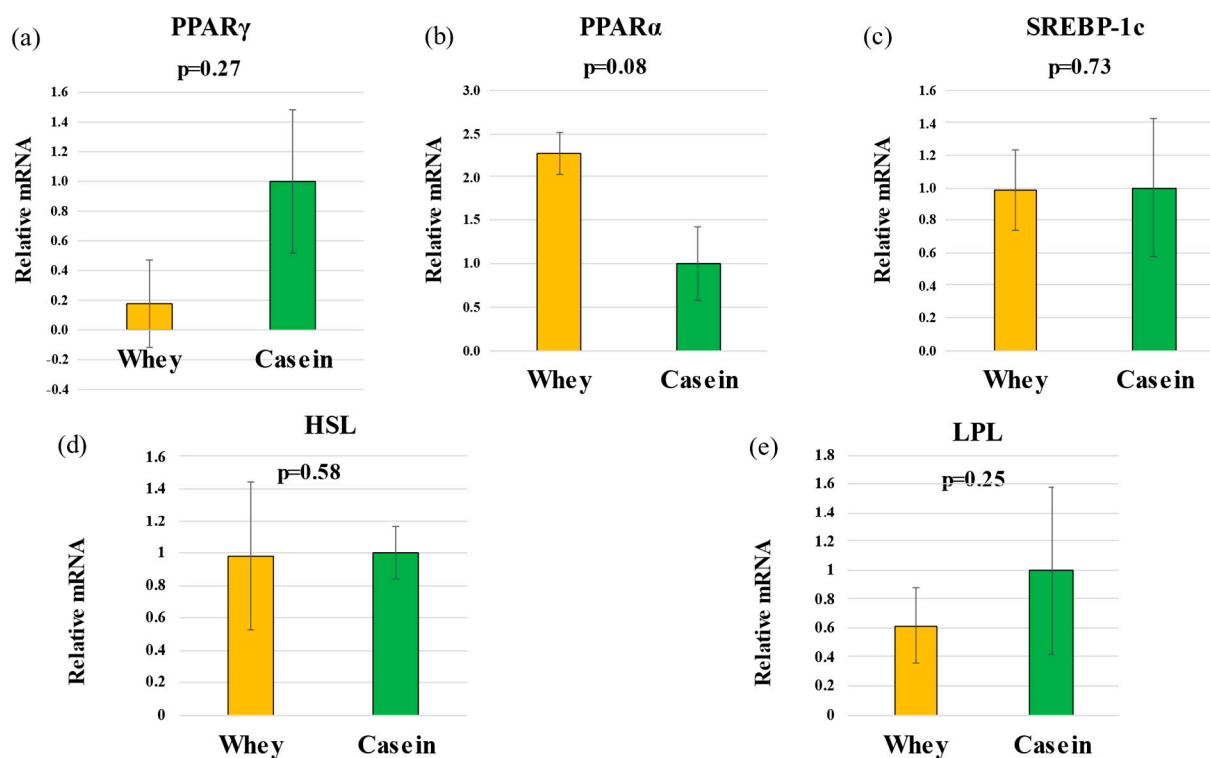 (a)
PPARγ
p=0.27
Relative mRNA
1.6
1.4
1.2
1.0
0.8
0.6
0.4
0.2
0.0
-0.2
-0.4
Whey Casein
(b)
PPARα
p=0.08
Relative mRNA
3.0
2.5
2.0
1.5
1.0
0.5
0.0
Whey Casein
(c)
SREBP-1c
p=0.73
Relative mRNA
1.6
1.4
1.2
1.0
0.8
0.6
0.4
0.2
0.0
Whey Casein
(d)
HSL
p=0.58
Relative mRNA
1.6
1.4
1.2
1
0.8
0.6
0.4
0.2
0
Whey Casein
(e)
LPL
p=0.25
Relative mRNA
1.8
1.6
1.4
1.2
1
0.8
0.6
0.4
0.2
0
Whey Casein